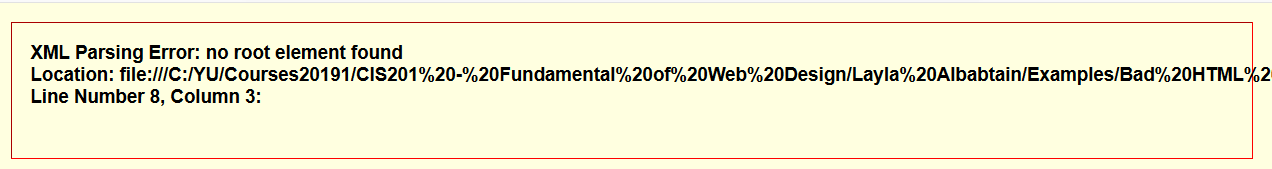 XML Parsing Error: no root element found
Location: file:///C:/YU/Courses20191/CIS201%20-%20Fundamental%20of%20Web%20Design/Layla%20Albabtain/Examples/Bad%20HTML%20
Line Number 8, Column 3: